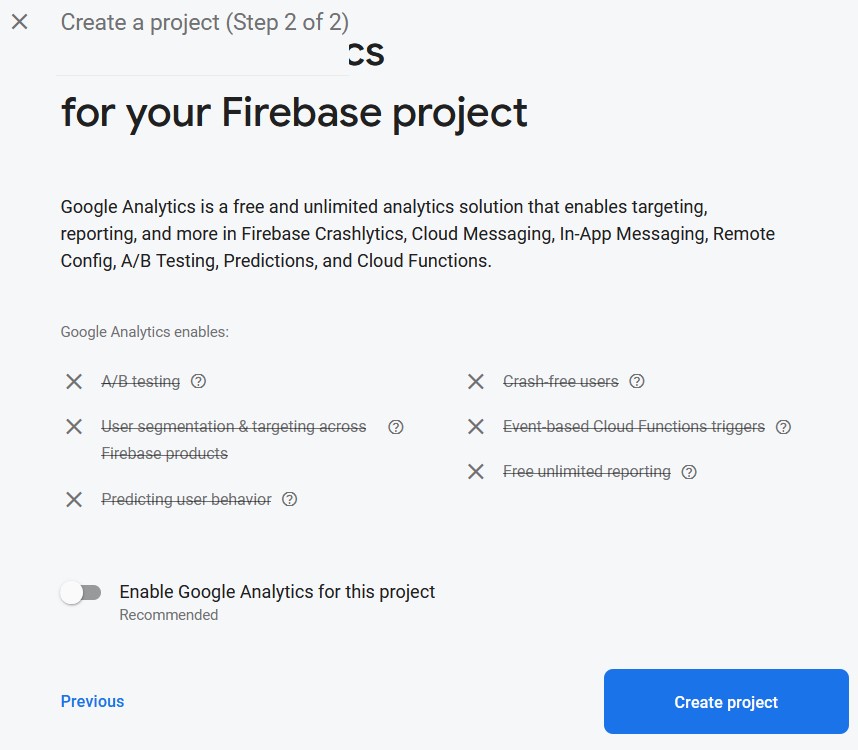 Create a project (Step 2 of 2)
cs
for your Firebase project
Google Analytics is a free and unlimited analytics solution that enables targeting,
reporting, and more in Firebase Crashlytics, Cloud Messaging, In-App Messaging, Remote
Config, A/B Testing, Predictions, and Cloud Functions.
Google Analytics enables:
A/B testing
User segmentation & targeting across
Firebase products
Predicting user behavior
Crash-free users
Event-based Cloud Functions triggers
Free unlimited reporting
Enable Google Analytics for this project
Recommended
Previous
Create project